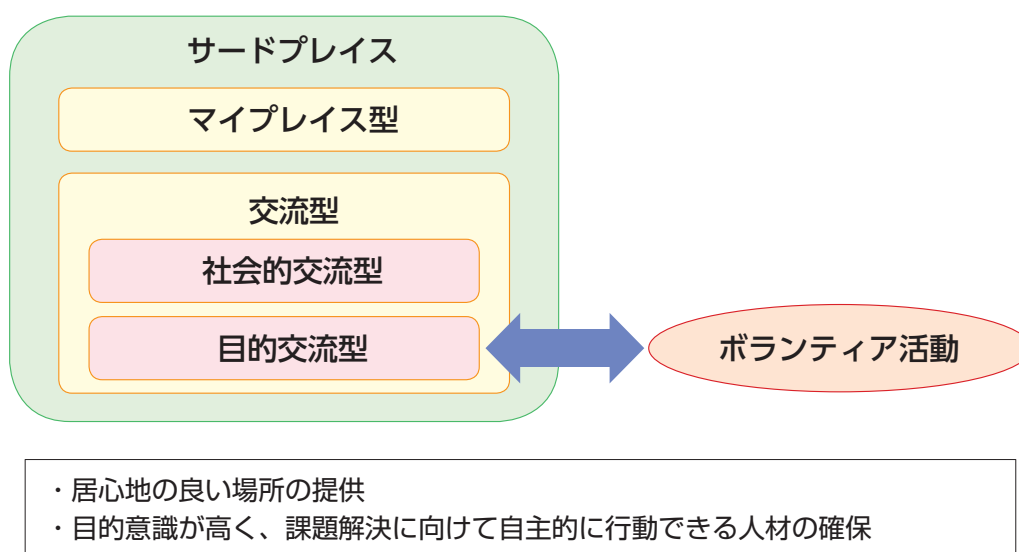 サードプレイス
マイプレイス型
交流型
社会的交流型
目的交流型
ボランティア活動
・居心地の良い場所の提供
・目的意識が高く、課題解決に向けて自主的に行動できる人材の確保